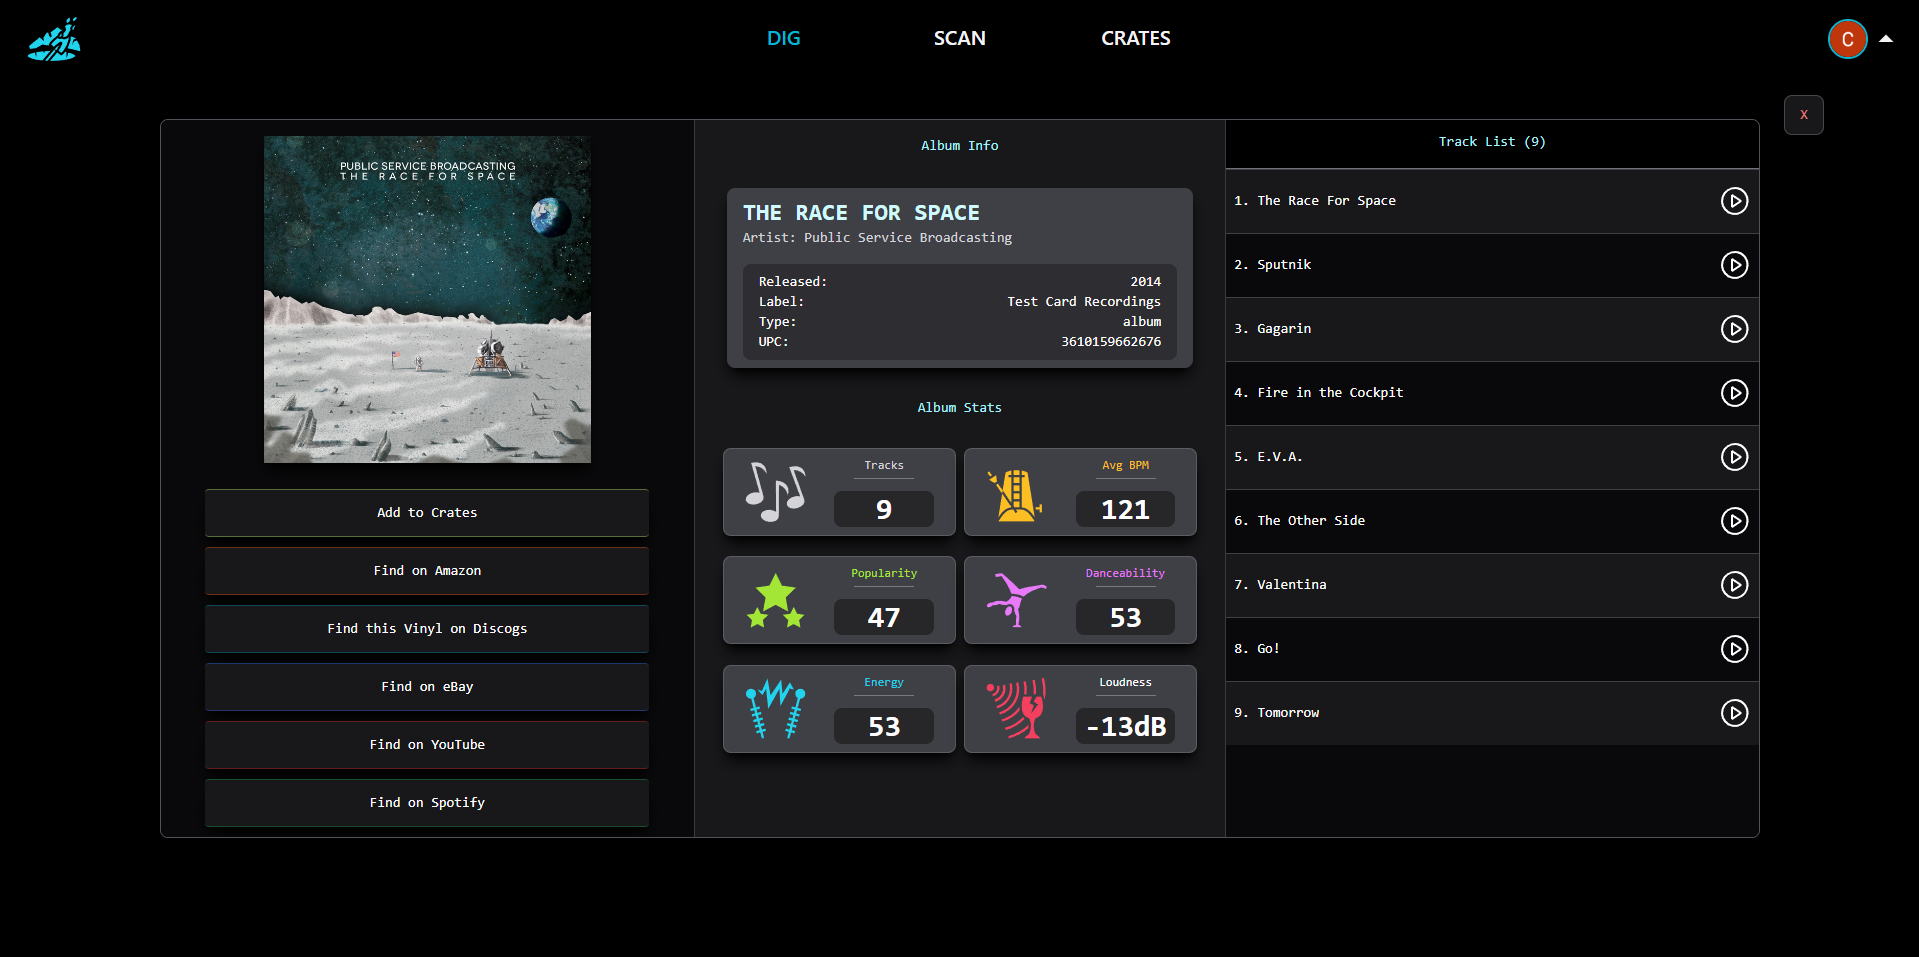 DIG
SCAN
CRATES
C
X
PUBLIC SERVICE BROADCASTING
THE RACE FOR SPACE
Add to Crates
Find on Amazon
Find this Vinyl on Discogs
Find on eBay
Find on YouTube
Find on Spotify
Album Info
THE RACE FOR SPACE
Artist: Public Service Broadcasting
Released: 2014
Label: Test Card Recordings
Type: album
UPC: 3610159662676
Album Stats
Tracks
9
Avg BPM
121
Popularity
47
Danceability
53
Energy
53
Loudness
-13dB
Track List (9)
1. The Race For Space
2. Sputnik
3. Gagarin
4. Fire in the Cockpit
5. E.V.A.
6. The Other Side
7. Valentina
8. Go!
9. Tomorrow